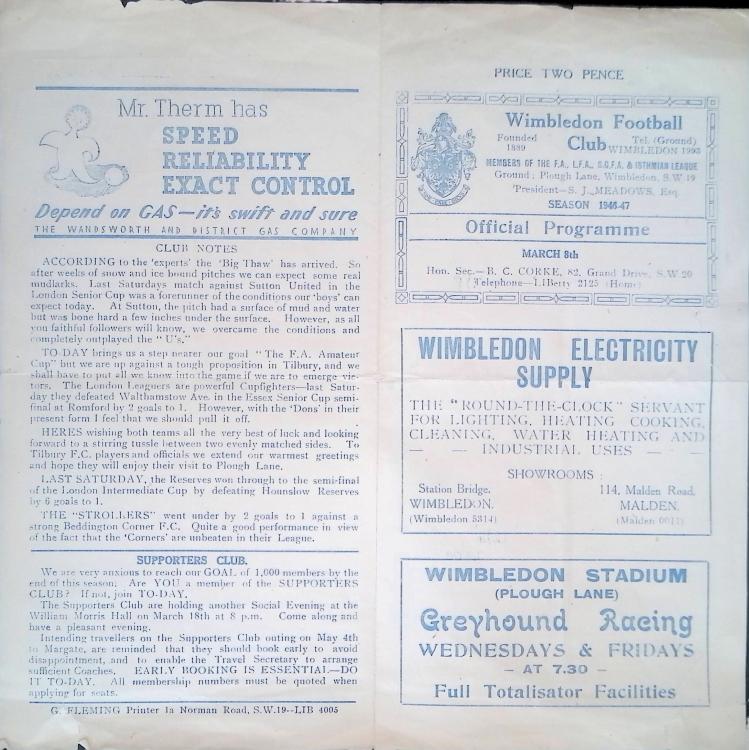 Mr. Therm has
SPEED
RELIABILITY
EXACT CONTROL
Depend on GAS—it's swift and sure
THE WANDSWORTH AND DISTRICT GAS COMPANY
CLUB NOTES
ACCORDING to the 'experts' the 'Big Thaw' has arrived. So
after weeks of snow and ice bound pitches we can expect some real
mudlarks. Last Saturdays match against Sutton United in the
London Senior Cup was a forerunner of the conditions our 'boys' can
expect today. At Sutton, the pitch had a surface of mud and water
but was bone hard a few inches under the surface. However, as all
you faithful followers will know, we overcame the conditions and
completely outplayed the "U's."
TO-DAY brings us a step nearer our goal "The F.A. Amateur
Cup" but we are up against a tough proposition in Tilbury, and we
shall have to put all we know into the game if we are to emerge vic-
tors. The London Leaguers are powerful Cupfighters—last Satur-
day they defeated Walthamstow Ave. in the Essex Senior Cup semi-
final at Romford by 2 goals to 1. However, with the 'Dons' in their
present form I feel that we should pull it off.
HERES wishing both teams all the very best of luck and looking
forward to a stirring tussle between two evenly matched sides. To
Tilbury F.C. players and officials we extend our warmest greetings
and hope they will enjoy their visit to Plough Lane.
LAST SATURDAY, the Reserves won through to the semi-final
of the London Intermediate Cup by defeating Hounslow Reserves
by 6 goals to 1.
THE "STROLLERS" went under by 2 goals to 1 against a
strong Beddington Corner F.C. Quite a good performance in view
of the fact that the 'Corners' are unbeaten in their League.
SUPPORTERS CLUB.
We are very anxious to reach our GOAL of 1,000 members by the
end of this season. Are YOU a member of the SUPPORTERS
CLUB? If not, join TO-DAY.
The Supporters Club are holding another Social Evening at the
William Morris Hall on March 18th at 8 p.m. Come along and
have a pleasant evening.
Intending travellers on the Supporters Club outing on May 4th
to Margate, are reminded that they should book early to avoid
disappointment, and to enable the Travel Secretary to arrange
sufficient Coaches. EARLY BOOKING IS ESSENTIAL—DO
IT TO-DAY. All membership numbers must be quoted when
applying for seats.
G. FLEMING Printer 1a Norman Road, S.W.19--LIB 4005
PRICE TWO PENCE
Wimbledon Football
Founded
1889
Club
Tel. (Ground)
WIMBLEDON 1993
MEMBERS OF THE F.A., L.F.A., S.C.F.A. & ISTHMIAN LEAGUE
Ground: Plough Lane, Wimbledon, S.W.19
President—S. J. MEADOWS, Esq.
SEASON 1946-47
Official Programme
MARCH 8th
Hon. Sec.—B. C. CORKE, 82, Grand Drive, S.W.20
Telephone—LIBerty 2125 (Home)
WIMBLEDON ELECTRICITY
SUPPLY
THE "ROUND-THE-CLOCK" SERVANT
FOR LIGHTING, HEATING COOKING,
CLEANING, WATER HEATING AND
— — INDUSTRIAL USES — —
SHOWROOMS :
Station Bridge,
WIMBLEDON.
(Wimbledon 5314)
114, Malden Road,
MALDEN.
(Malden 0011)
WIMBLEDON STADIUM
(PLOUGH LANE)
Greyhound Racing
WEDNESDAYS & FRIDAYS
— AT 7.30 —
Full Totalisator Facilities